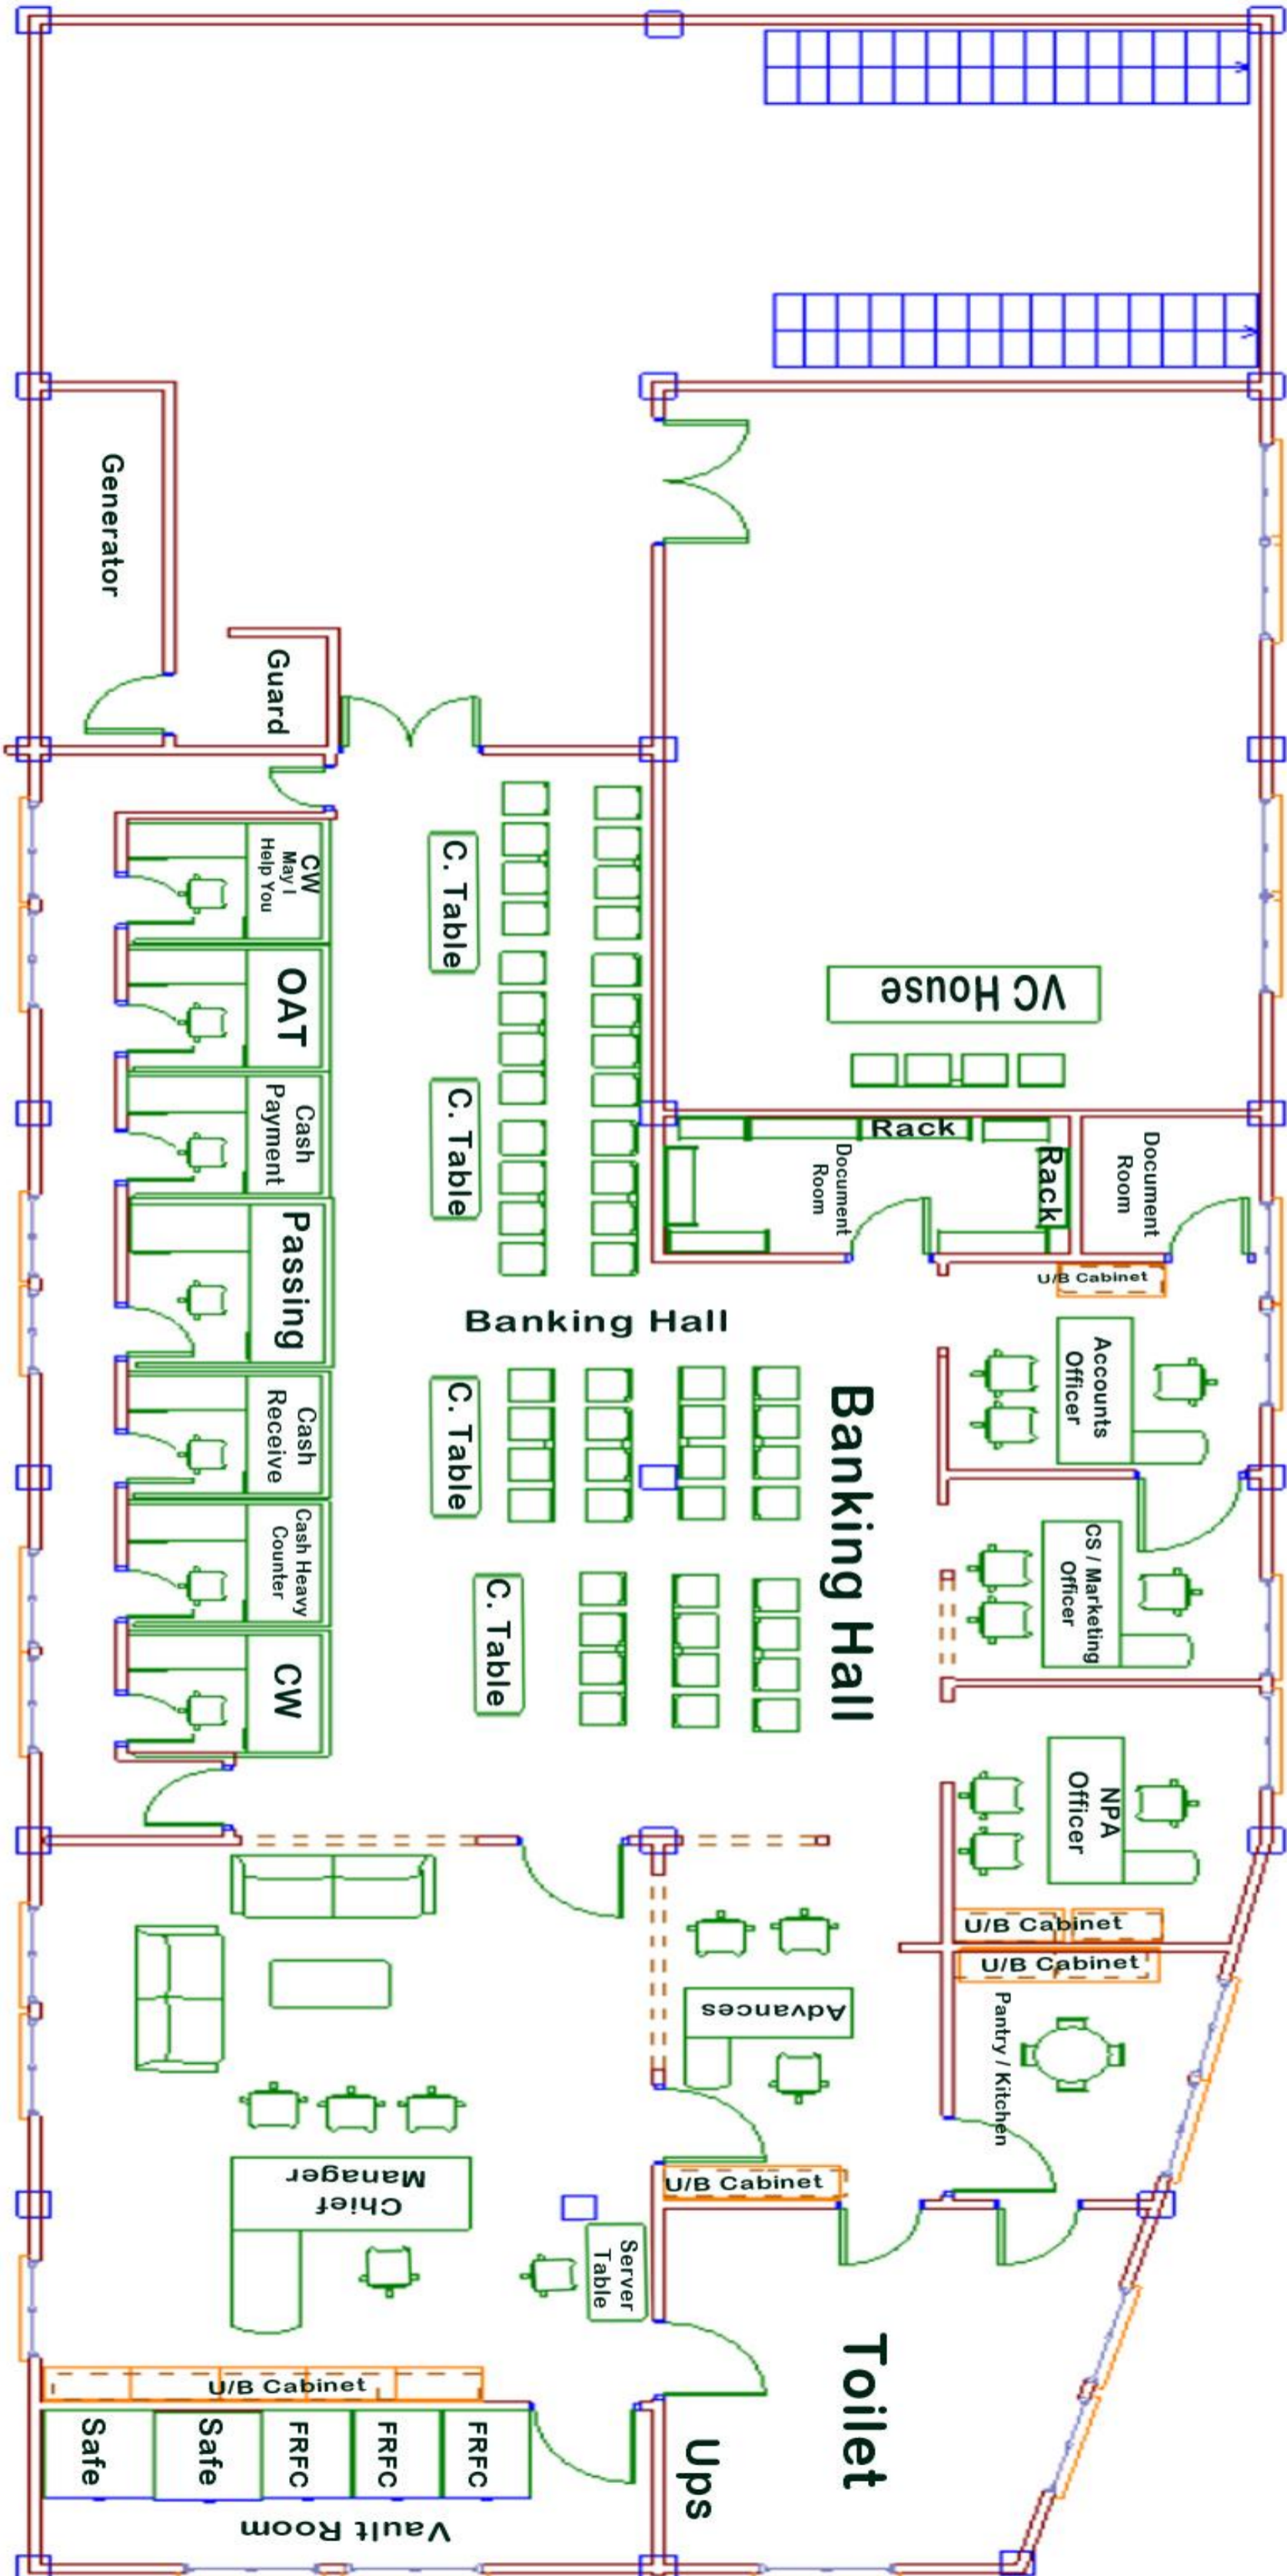 Generator
Guard
CW
May I
Help You
OAT
Cash
Payment
Passing
Cash
Receive
Cash Heavy
Counter
CW
C. Table
C. Table
C. Table
C. Table
Banking Hall
Banking Hall
VC House
Rack
Rack
Document
Room
Document
Room
U/B Cabinet
Accounts
Officer
CS / Marketing
Officer
NPA
Officer
U/B Cabinet
U/B Cabinet
Pantry / Kitchen
Advances
U/B Cabinet
Chief
Manager
Server
Table
U/B Cabinet
Toilet
Ups
Safe
Safe
FRFC
FRFC
FRFC
Vault Room